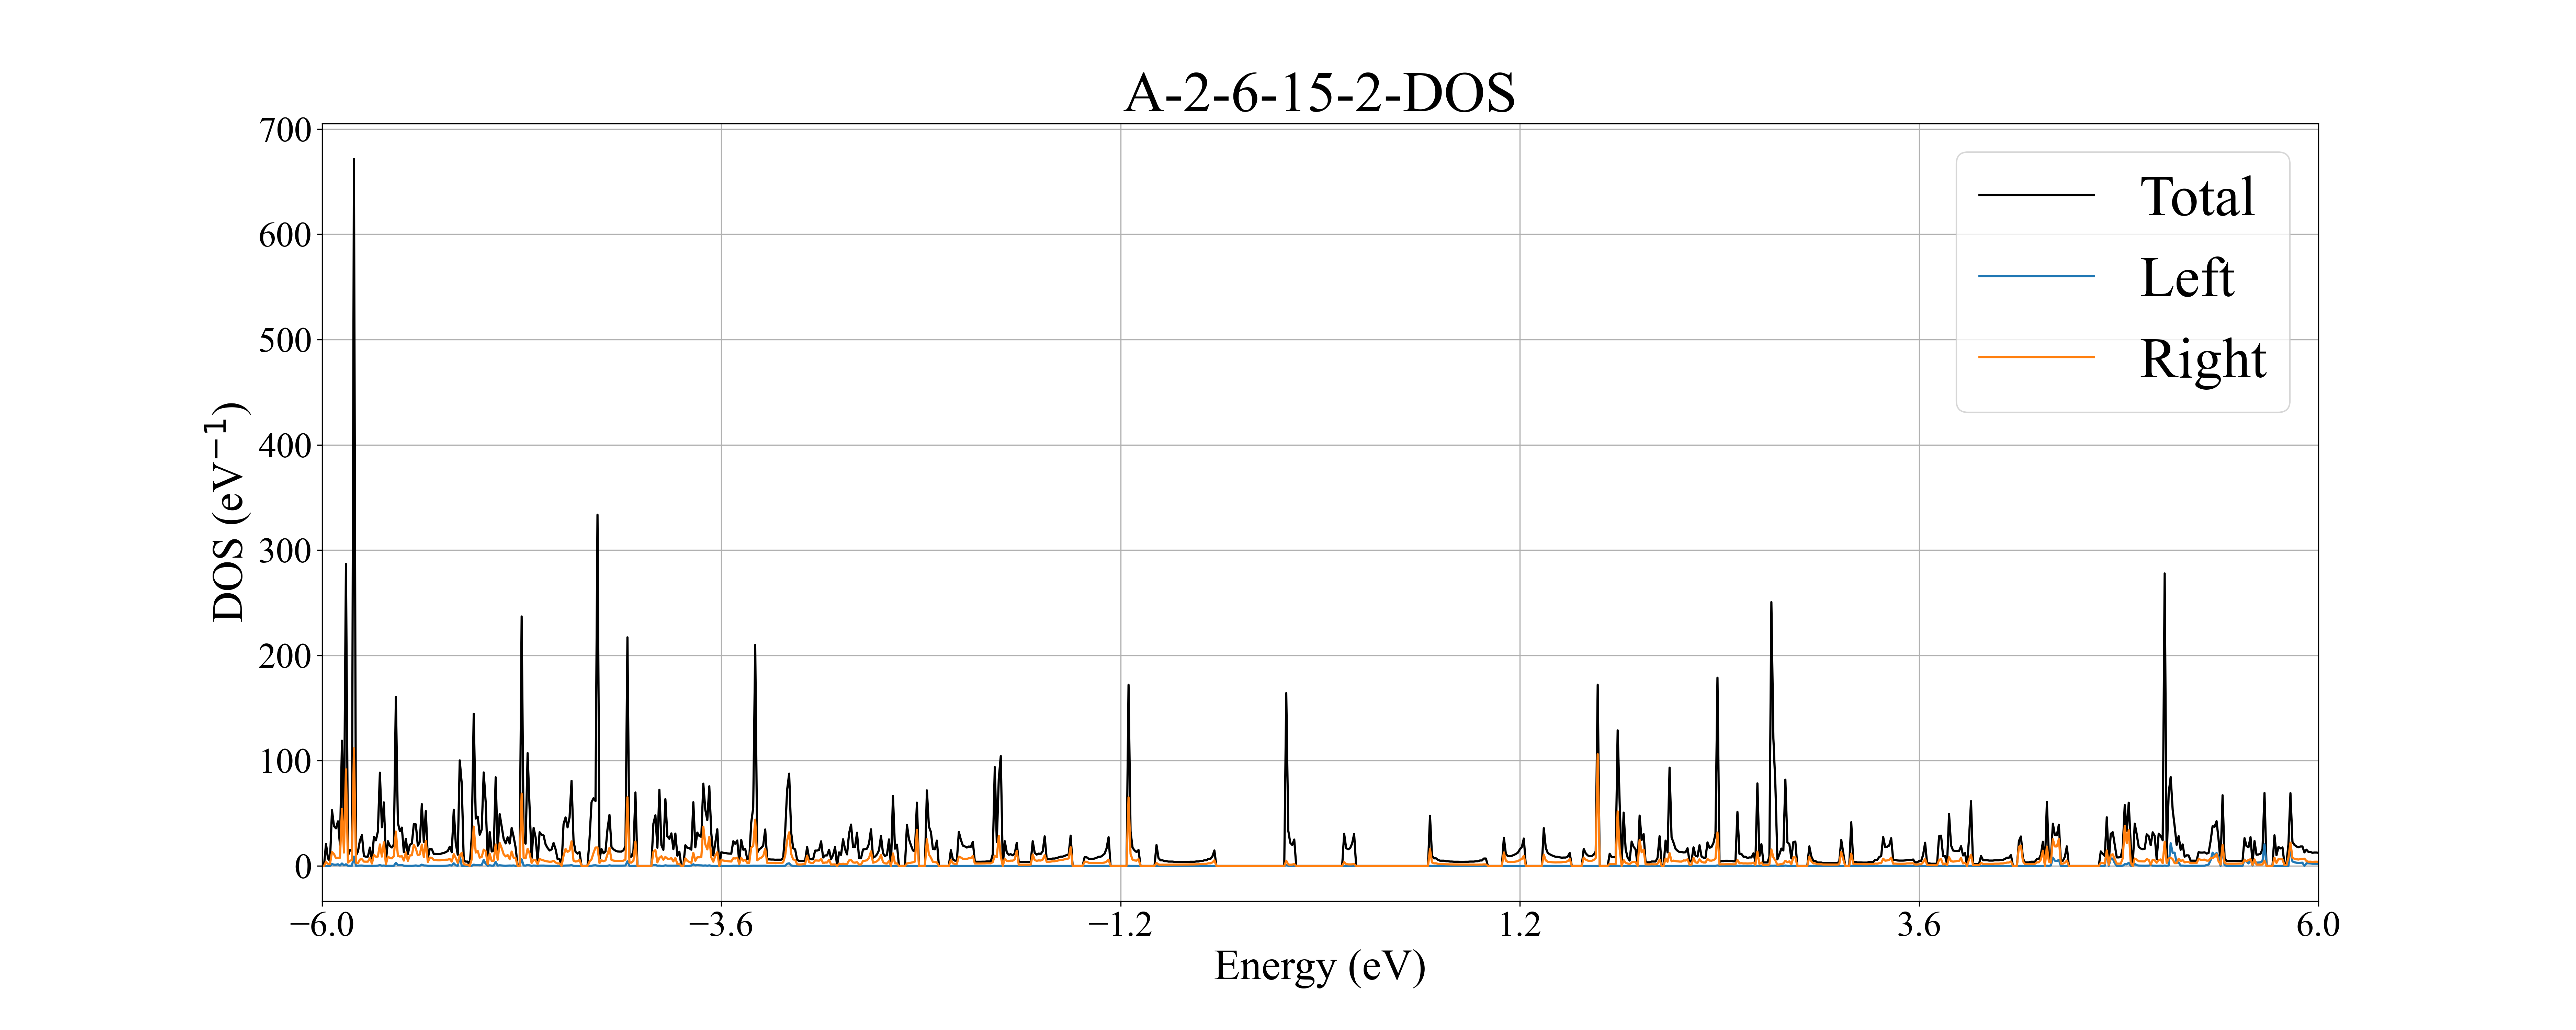 A-2-6-15-2-DOS
700
600
500
400
300
200
100
0
DOS (eV⁻¹)
Total
Left
Right
−6.0
−3.6
−1.2
1.2
3.6
6.0
Energy (eV)